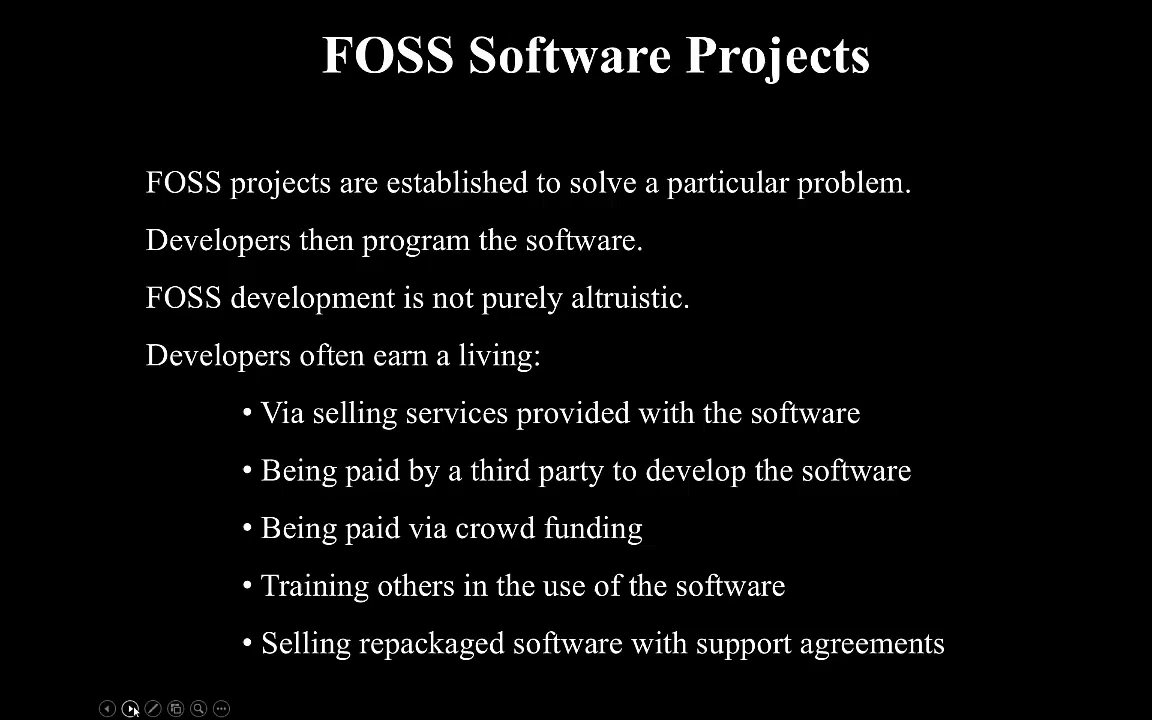 FOSS Software Projects
FOSS projects are established to solve a particular problem.
Developers then program the software.
FOSS development is not purely altruistic.
Developers often earn a living:
• Via selling services provided with the software
• Being paid by a third party to develop the software
• Being paid via crowd funding
• Training others in the use of the software
• Selling repackaged software with support agreements